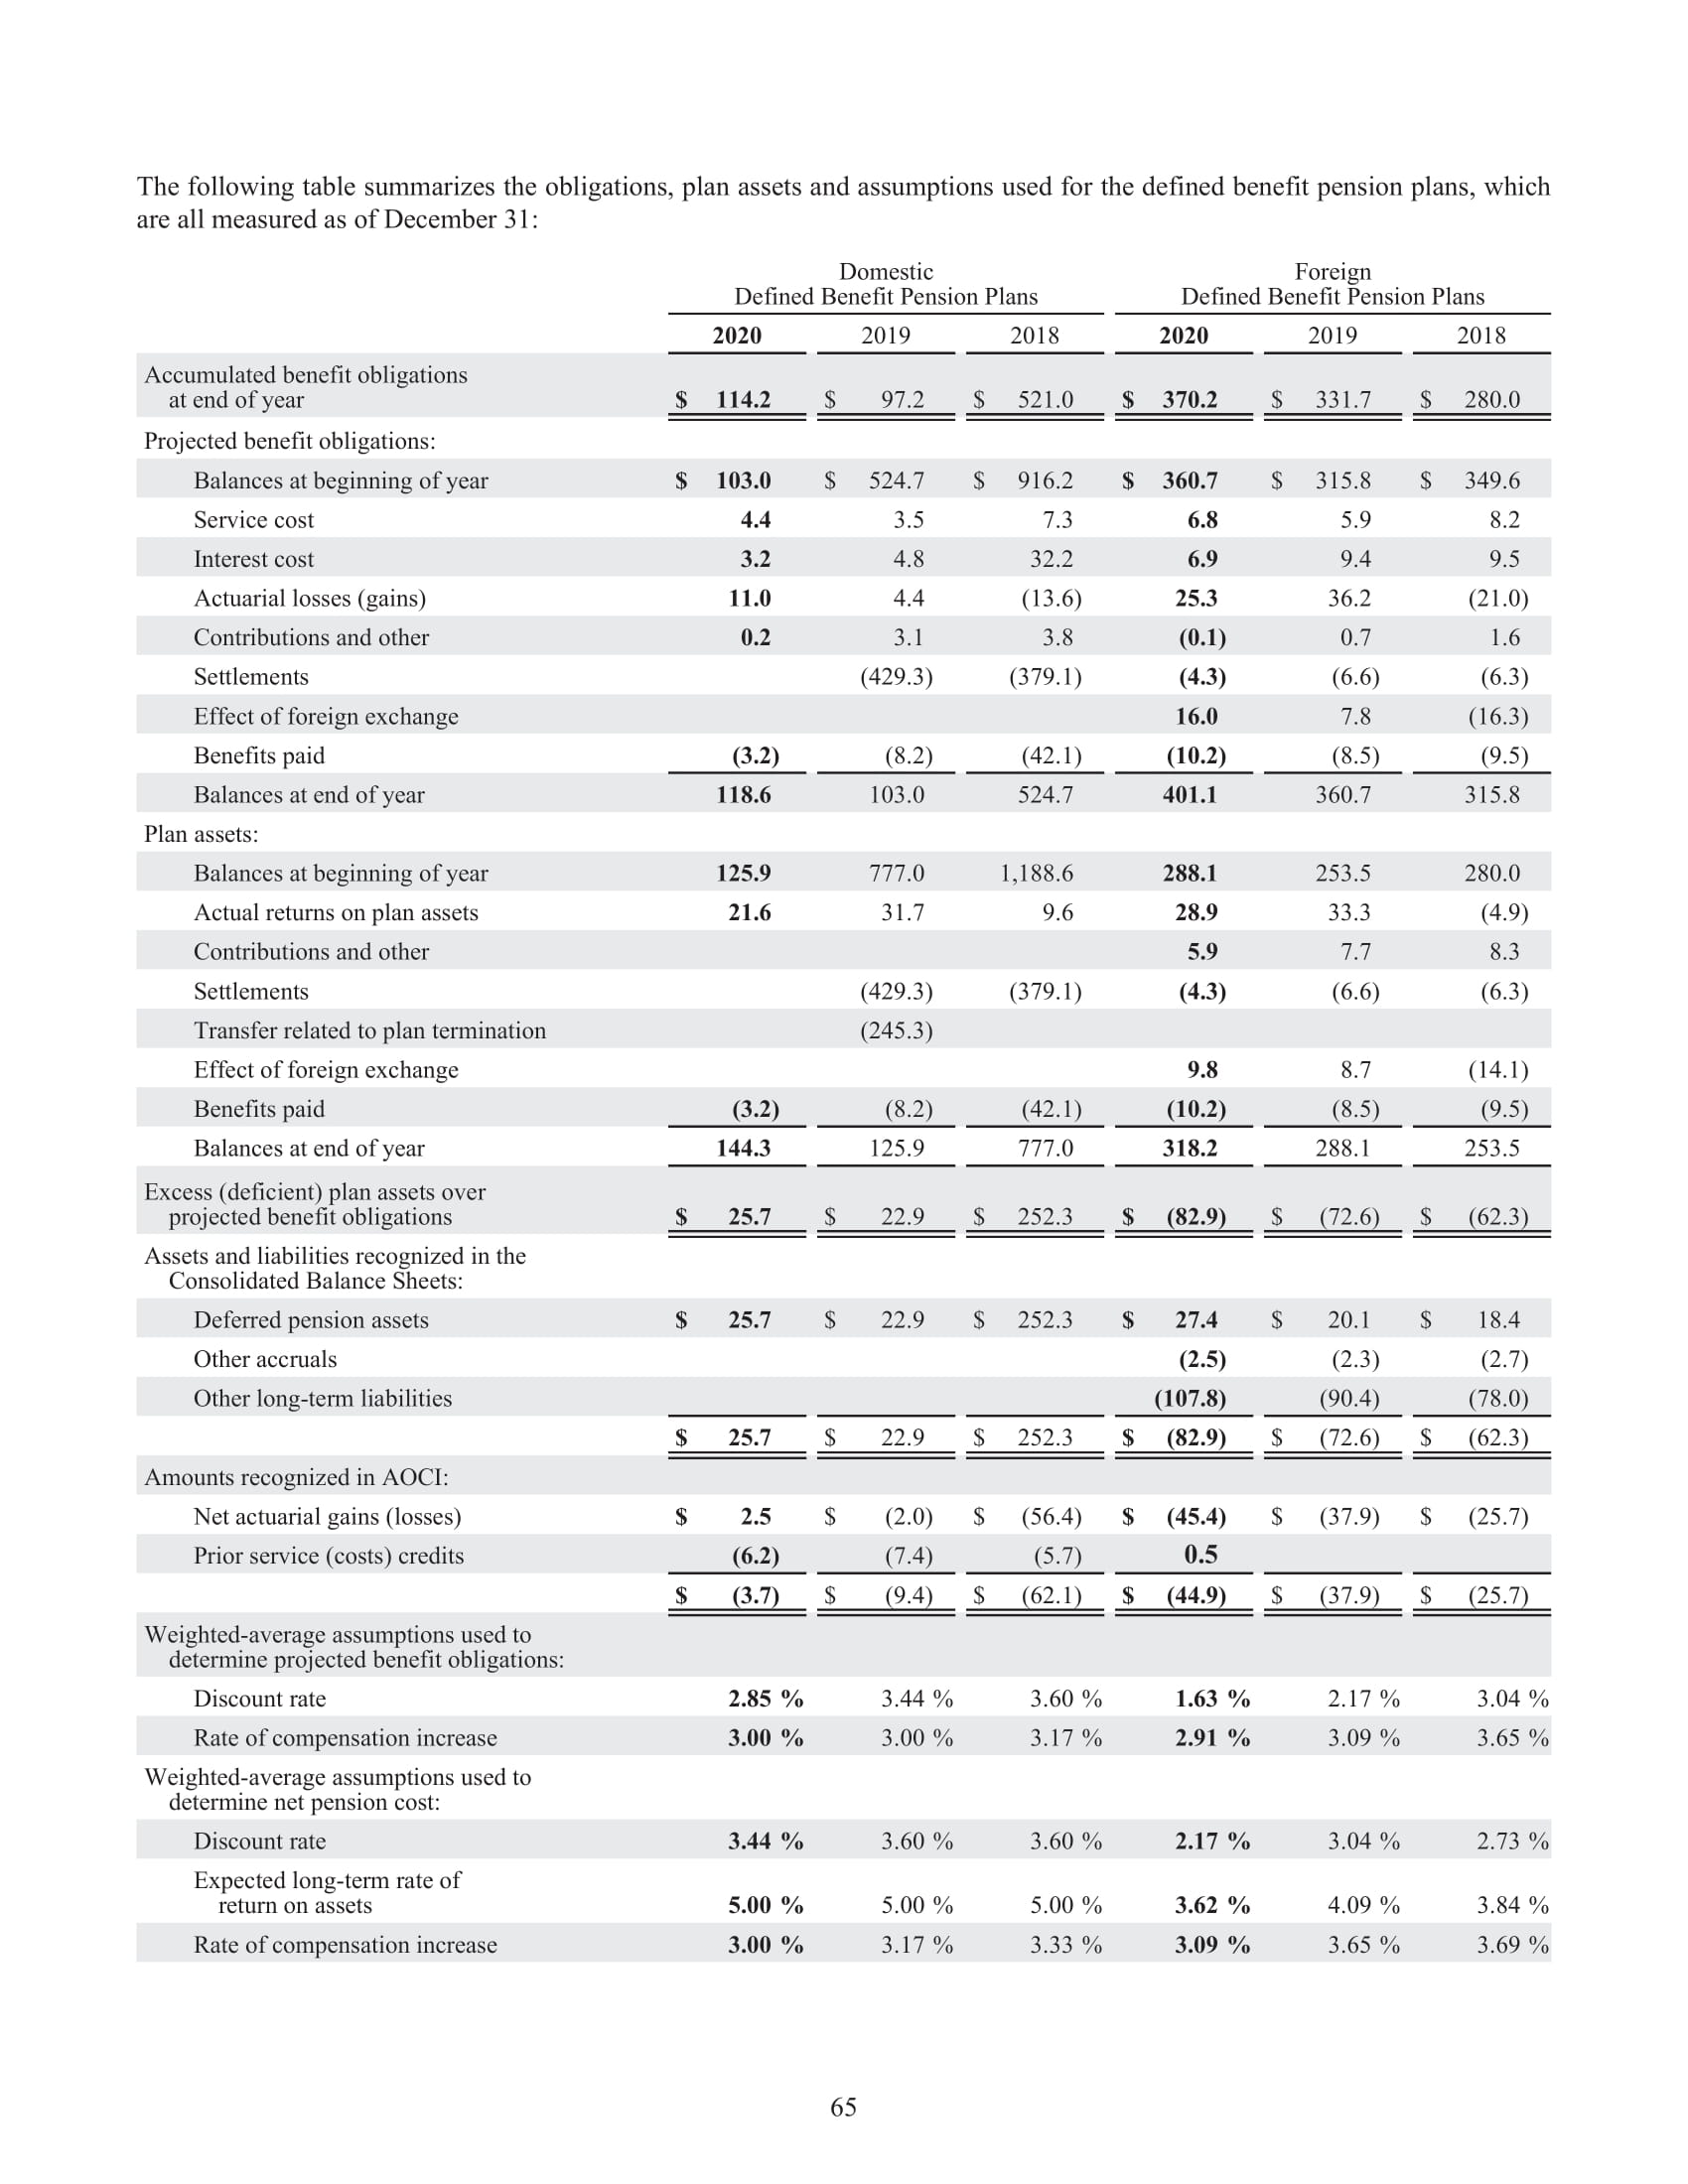 The following table summarizes the obligations, plan assets and assumptions used for the defined benefit pension plans, which
are all measured as of December 31:
Domestic Foreign
Defined Benefit Pension Plans Defined Benefit Pension Plans
2020 2019 2018 2020 2019 2018
Accumulated benefit obligations
at end of year $ 114.2 $ 97.2 $ 521.0 $ 370.2 $ 331.7 $ 280.0
Projected benefit obligations:
Balances at beginning of year $ 103.0 $ 524.7 $ 916.2 $ 360.7 $ 315.8 $ 349.6
Service cost 4.4 3.5 7.3 6.8 5.9 8.2
Interest cost 3.2 4.8 32.2 6.9 9.4 9.5
Actuarial losses (gains) 11.0 4.4 (13.6) 25.3 36.2 (21.0)
Contributions and other 0.2 3.1 3.8 (0.1) 0.7 1.6
Settlements (429.3) (379.1) (4.3) (6.6) (6.3)
Effect of foreign exchange 16.0 7.8 (16.3)
Benefits paid (3.2) (8.2) (42.1) (10.2) (8.5) (9.5)
Balances at end of year 118.6 103.0 524.7 401.1 360.7 315.8
Plan assets:
Balances at beginning of year 125.9 777.0 1,188.6 288.1 253.5 280.0
Actual returns on plan assets 21.6 31.7 9.6 28.9 33.3 (4.9)
Contributions and other 5.9 7.7 8.3
Settlements (429.3) (379.1) (4.3) (6.6) (6.3)
Transfer related to plan termination (245.3)
Effect of foreign exchange 9.8 8.7 (14.1)
Benefits paid (3.2) (8.2) (42.1) (10.2) (8.5) (9.5)
Balances at end of year 144.3 125.9 777.0 318.2 288.1 253.5
Excess (deficient) plan assets over
projected benefit obligations $ 25.7 $ 22.9 $ 252.3 $ (82.9) $ (72.6) $ (62.3)
Assets and liabilities recognized in the
Consolidated Balance Sheets:
Deferred pension assets $ 25.7 $ 22.9 $ 252.3 $ 27.4 $ 20.1 $ 18.4
Other accruals (2.5) (2.3) (2.7)
Other long-term liabilities (107.8) (90.4) (78.0)
$ 25.7 $ 22.9 $ 252.3 $ (82.9) $ (72.6) $ (62.3)
Amounts recognized in AOCI:
Net actuarial gains (losses) $ 2.5 $ (2.0) $ (56.4) $ (45.4) $ (37.9) $ (25.7)
Prior service (costs) credits (6.2) (7.4) (5.7) 0.5
$ (3.7) $ (9.4) $ (62.1) $ (44.9) $ (37.9) $ (25.7)
Weighted-average assumptions used to
determine projected benefit obligations:
Discount rate 2.85 % 3.44 % 3.60 % 1.63 % 2.17 % 3.04 %
Rate of compensation increase 3.00 % 3.00 % 3.17 % 2.91 % 3.09 % 3.65 %
Weighted-average assumptions used to
determine net pension cost:
Discount rate 3.44 % 3.60 % 3.60 % 2.17 % 3.04 % 2.73 %
Expected long-term rate of
return on assets 5.00 % 5.00 % 5.00 % 3.62 % 4.09 % 3.84 %
Rate of compensation increase 3.00 % 3.17 % 3.33 % 3.09 % 3.65 % 3.69 %
65